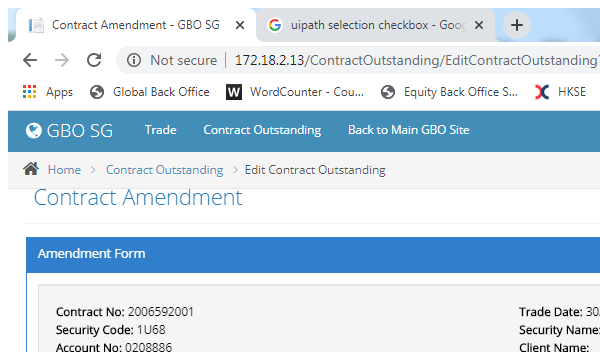 Contract Amendment - GBO SG
uipath selection checkbox - Goog
Not secure | 172.18.2.13/ContractOutstanding/EditContractOutstanding?
Apps Global Back Office WordCounter - Cou... Equity Back Office S... HKSE
GBO SG Trade Contract Outstanding Back to Main GBO Site
Home > Contract Outstanding > Edit Contract Outstanding
Contract Amendment
Amendment Form
Contract No: 2006592001 Trade Date: 30
Security Code: 1U68 Security Name:
Account No: 0208886 Client Name: